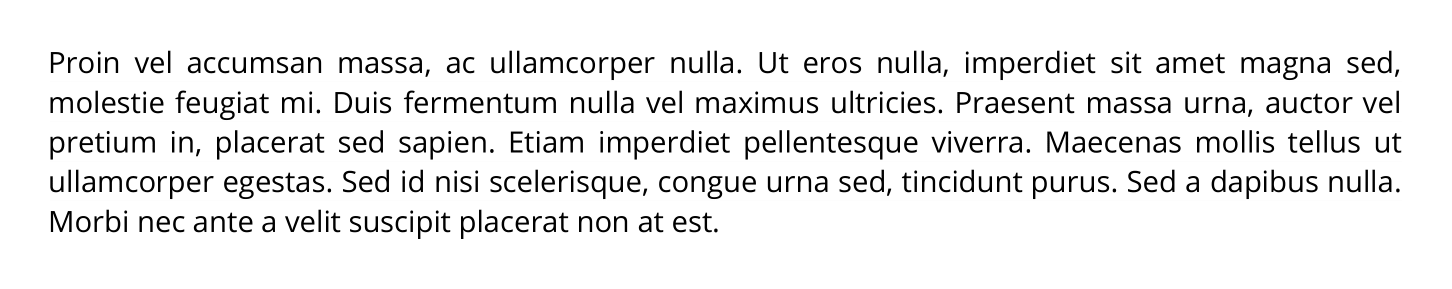 Proin vel accumsan massa, ac ullamcorper nulla. Ut eros nulla, imperdiet sit amet magna sed,
molestie feugiat mi. Duis fermentum nulla vel maximus ultricies. Praesent massa urna, auctor vel
pretium in, placerat sed sapien. Etiam imperdiet pellentesque viverra. Maecenas mollis tellus ut
ullamcorper egestas. Sed id nisi scelerisque, congue urna sed, tincidunt purus. Sed a dapibus nulla.
Morbi nec ante a velit suscipit placerat non at est.